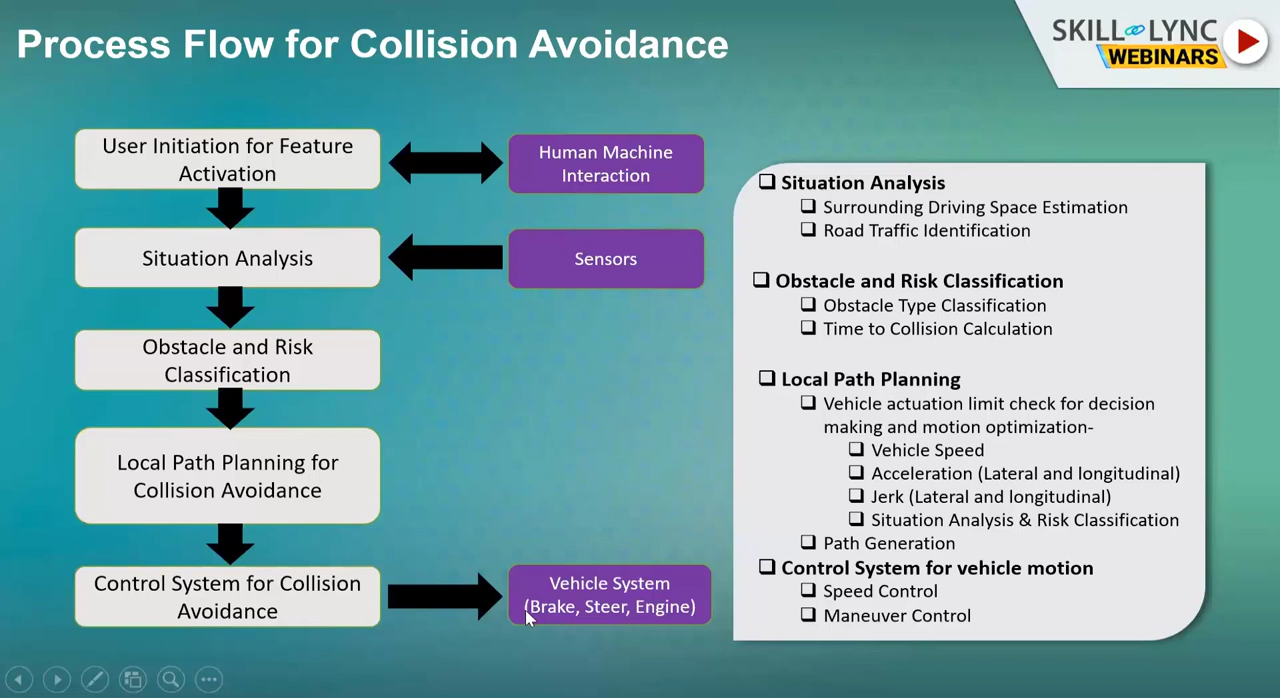 Process Flow for Collision Avoidance
SKILL LYNC
WEBINARS
User Initiation for Feature
Activation
Human Machine
Interaction
Situation Analysis
Sensors
Obstacle and Risk
Classification
Local Path Planning for
Collision Avoidance
Control System for Collision
Avoidance
Vehicle System
(Brake, Steer, Engine)
Situation Analysis
Surrounding Driving Space Estimation
Road Traffic Identification
Obstacle and Risk Classification
Obstacle Type Classification
Time to Collision Calculation
Local Path Planning
Vehicle actuation limit check for decision
making and motion optimization-
Vehicle Speed
Acceleration (Lateral and longitudinal)
Jerk (Lateral and longitudinal)
Situation Analysis & Risk Classification
Path Generation
Control System for vehicle motion
Speed Control
Maneuver Control